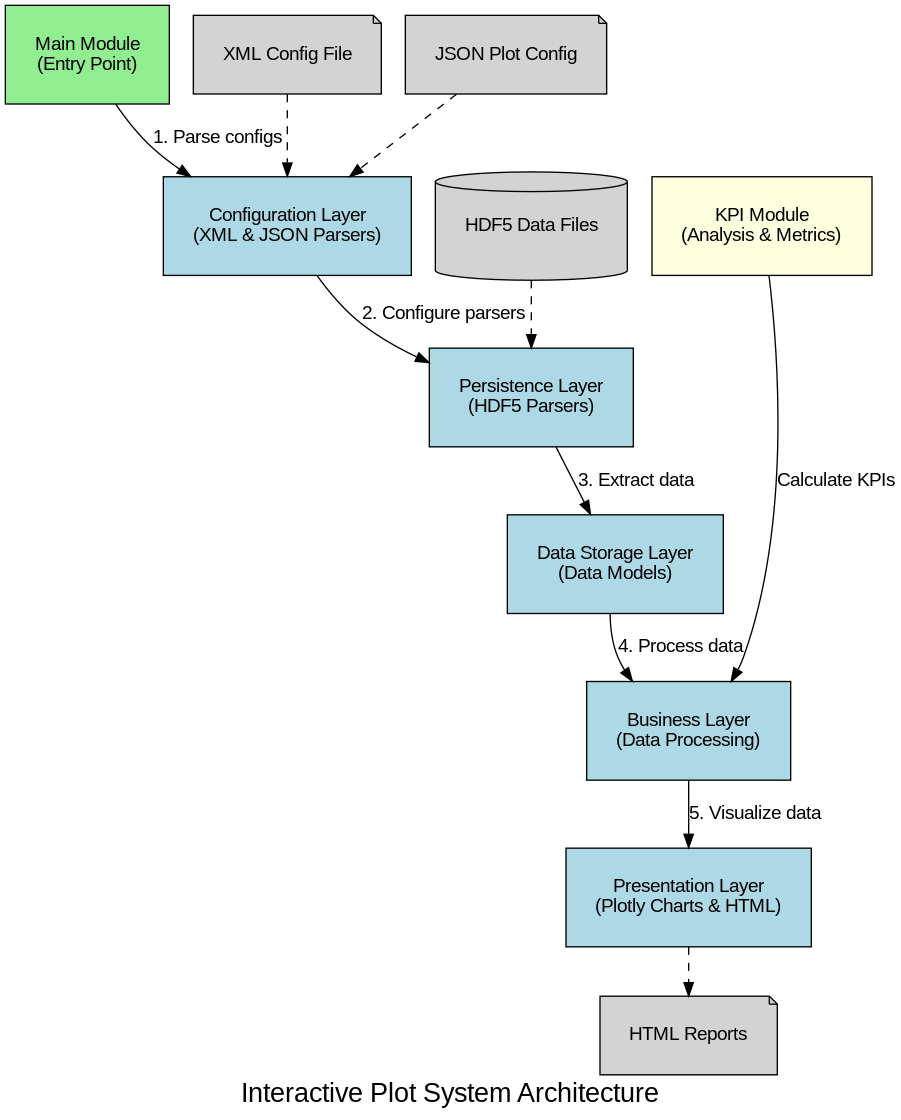 Main Module
(Entry Point)
XML Config File
JSON Plot Config
1. Parse configs
Configuration Layer
(XML & JSON Parsers)
HDF5 Data Files
KPI Module
(Analysis & Metrics)
2. Configure parsers
Persistence Layer
(HDF5 Parsers)
3. Extract data
Calculate KPIs
Data Storage Layer
(Data Models)
4. Process data
Business Layer
(Data Processing)
5. Visualize data
Presentation Layer
(Plotly Charts & HTML)
HTML Reports
Interactive Plot System Architecture